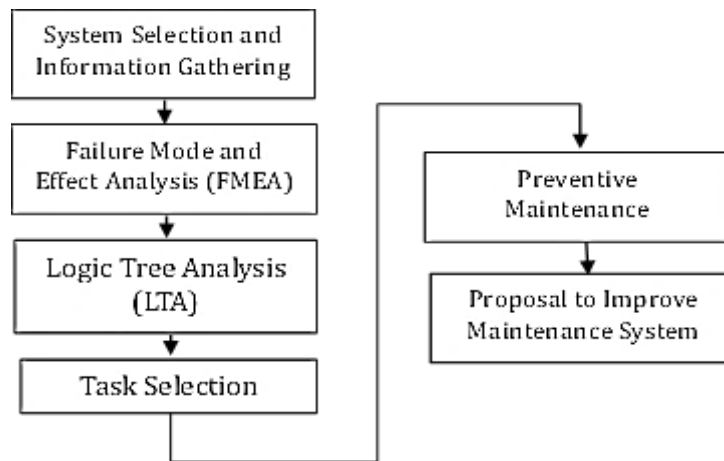 System Selection and
Information Gathering
Failure Mode and
Effect Analysis (FMEA)
Logic Tree Analysis
(LTA)
Task Selection
Preventive
Maintenance
Proposal to Improve
Maintenance System